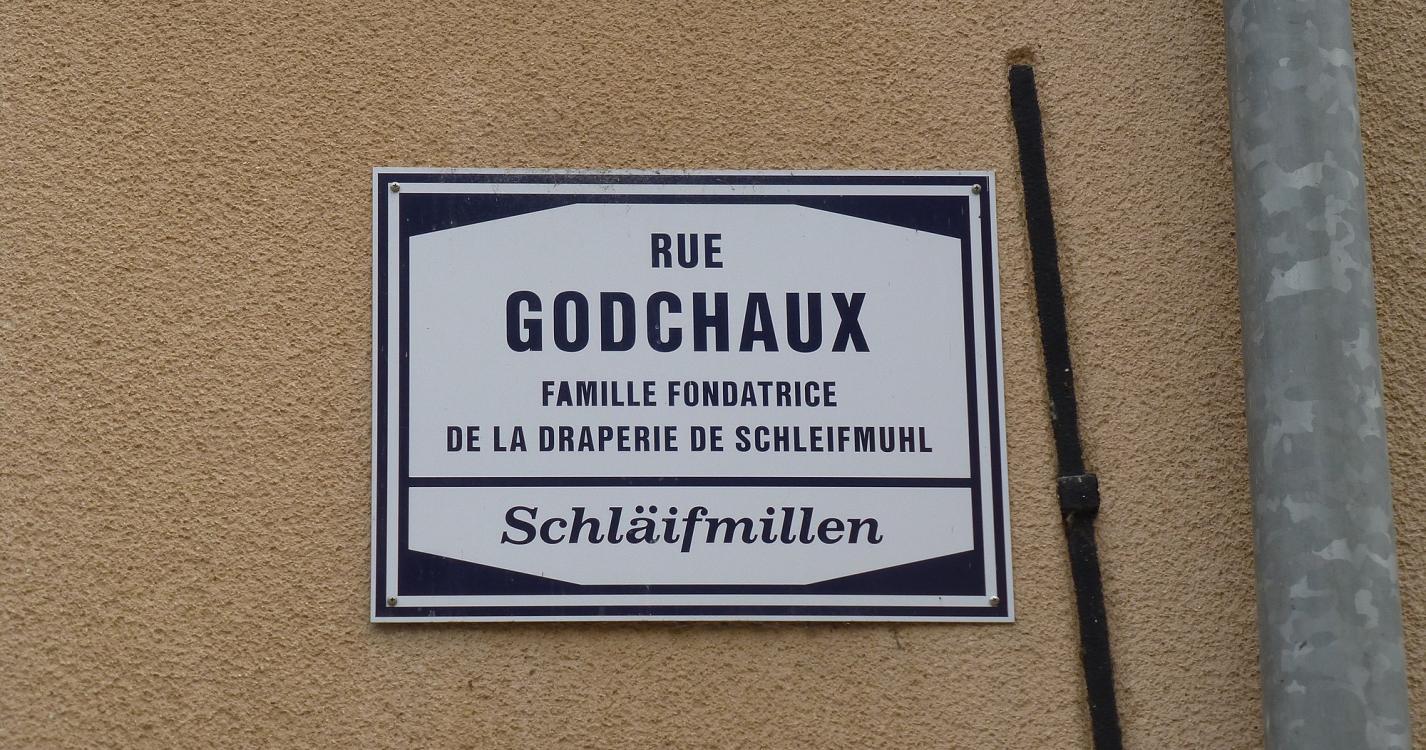 RUE
GODCHAUX
FAMILLE FONDATRICE
DE LA DRAPERIE DE SCHLEIFMUHL
Schläifmillen